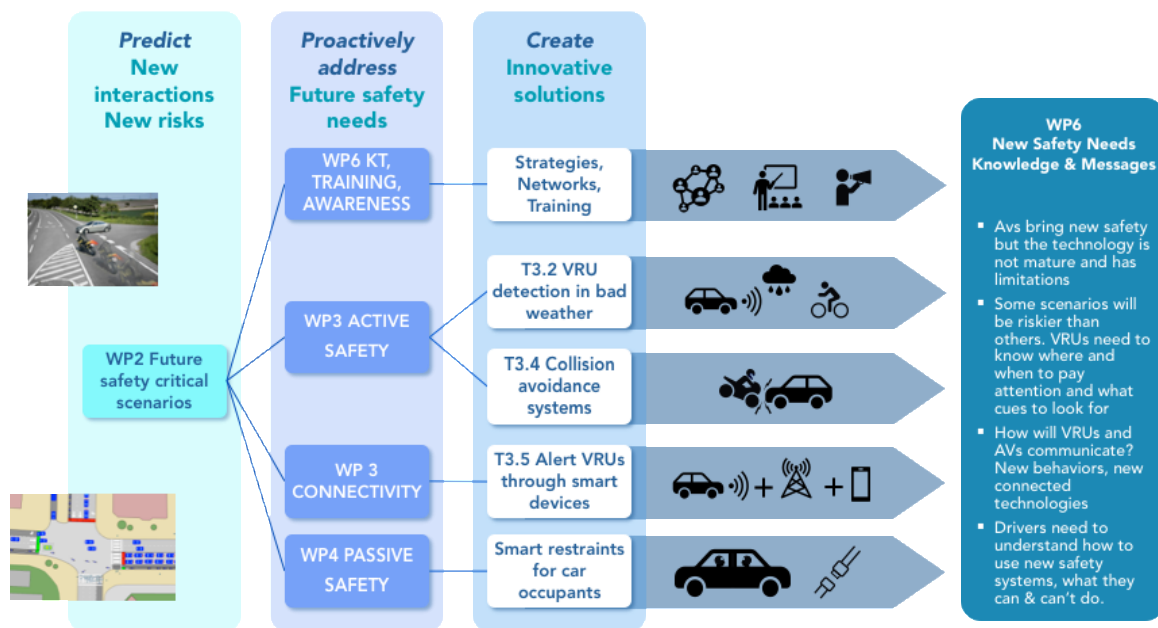 Predict
New
interactions
New risks
Proactively
address
Future safety
needs
Create
Innovative
solutions
WP2 Future
safety critical
scenarios
WP6 KT,
TRAINING,
AWARENESS
WP3 ACTIVE
SAFETY
WP 3
CONNECTIVITY
WP4 PASSIVE
SAFETY
Strategies,
Networks,
Training
T3.2 VRU
detection in bad
weather
T3.4 Collision
avoidance
systems
T3.5 Alert VRUs
through smart
devices
Smart restraints
for car
occupants
WP6
New Safety Needs
Knowledge & Messages
▪ Avs bring new safety
but the technology is
not mature and has
limitations
▪ Some scenarios will
be riskier than
others. VRUs need to
know where and
when to pay
attention and what
cues to look for
▪ How will VRUs and
AVs communicate?
New behaviors, new
connected
technologies
▪ Drivers need to
understand how to
use new safety
systems, what they
can & can’t do.